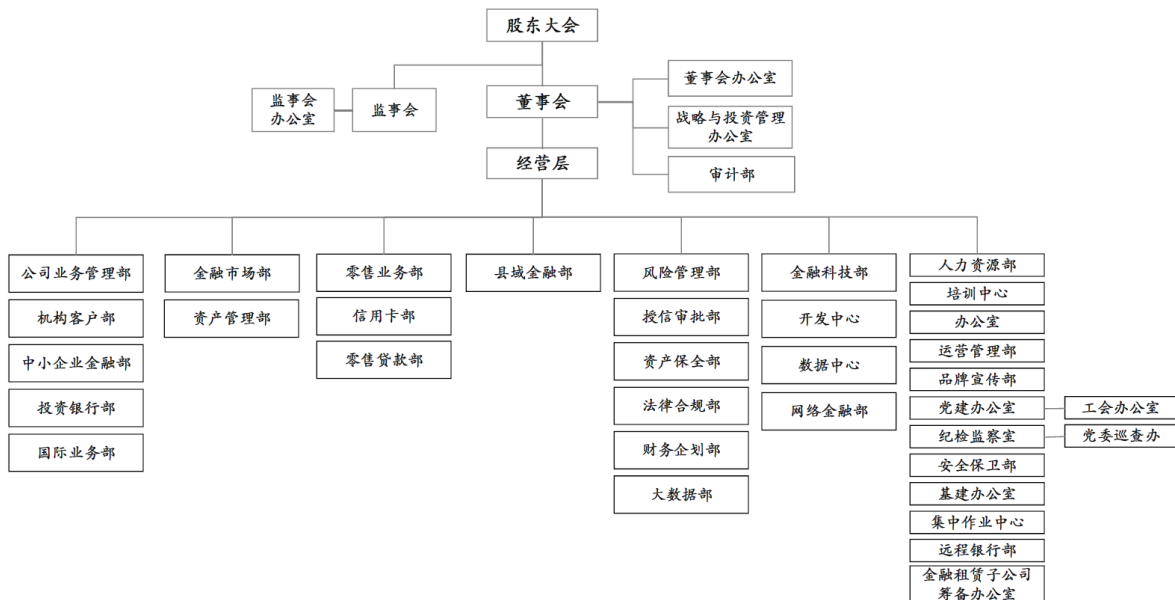 股东大会
监事会
办公室
监事会
董事会
董事会办公室
战略与投资管理
办公室
审计部
经营层
公司业务管理部
机构客户部
中小企业金融部
投资银行部
国际业务部
金融市场部
资产管理部
零售业务部
信用卡部
零售贷款部
县域金融部
风险管理部
授信审批部
资产保全部
法律合规部
财务企划部
大数据部
金融科技部
开发中心
数据中心
网络金融部
人力资源部
培训中心
办公室
运营管理部
品牌宣传部
党建办公室
工会办公室
纪检监察室
党委巡查办
安全保卫部
基建办公室
集中作业中心
远程银行部
金融租赁子公司
筹备办公室